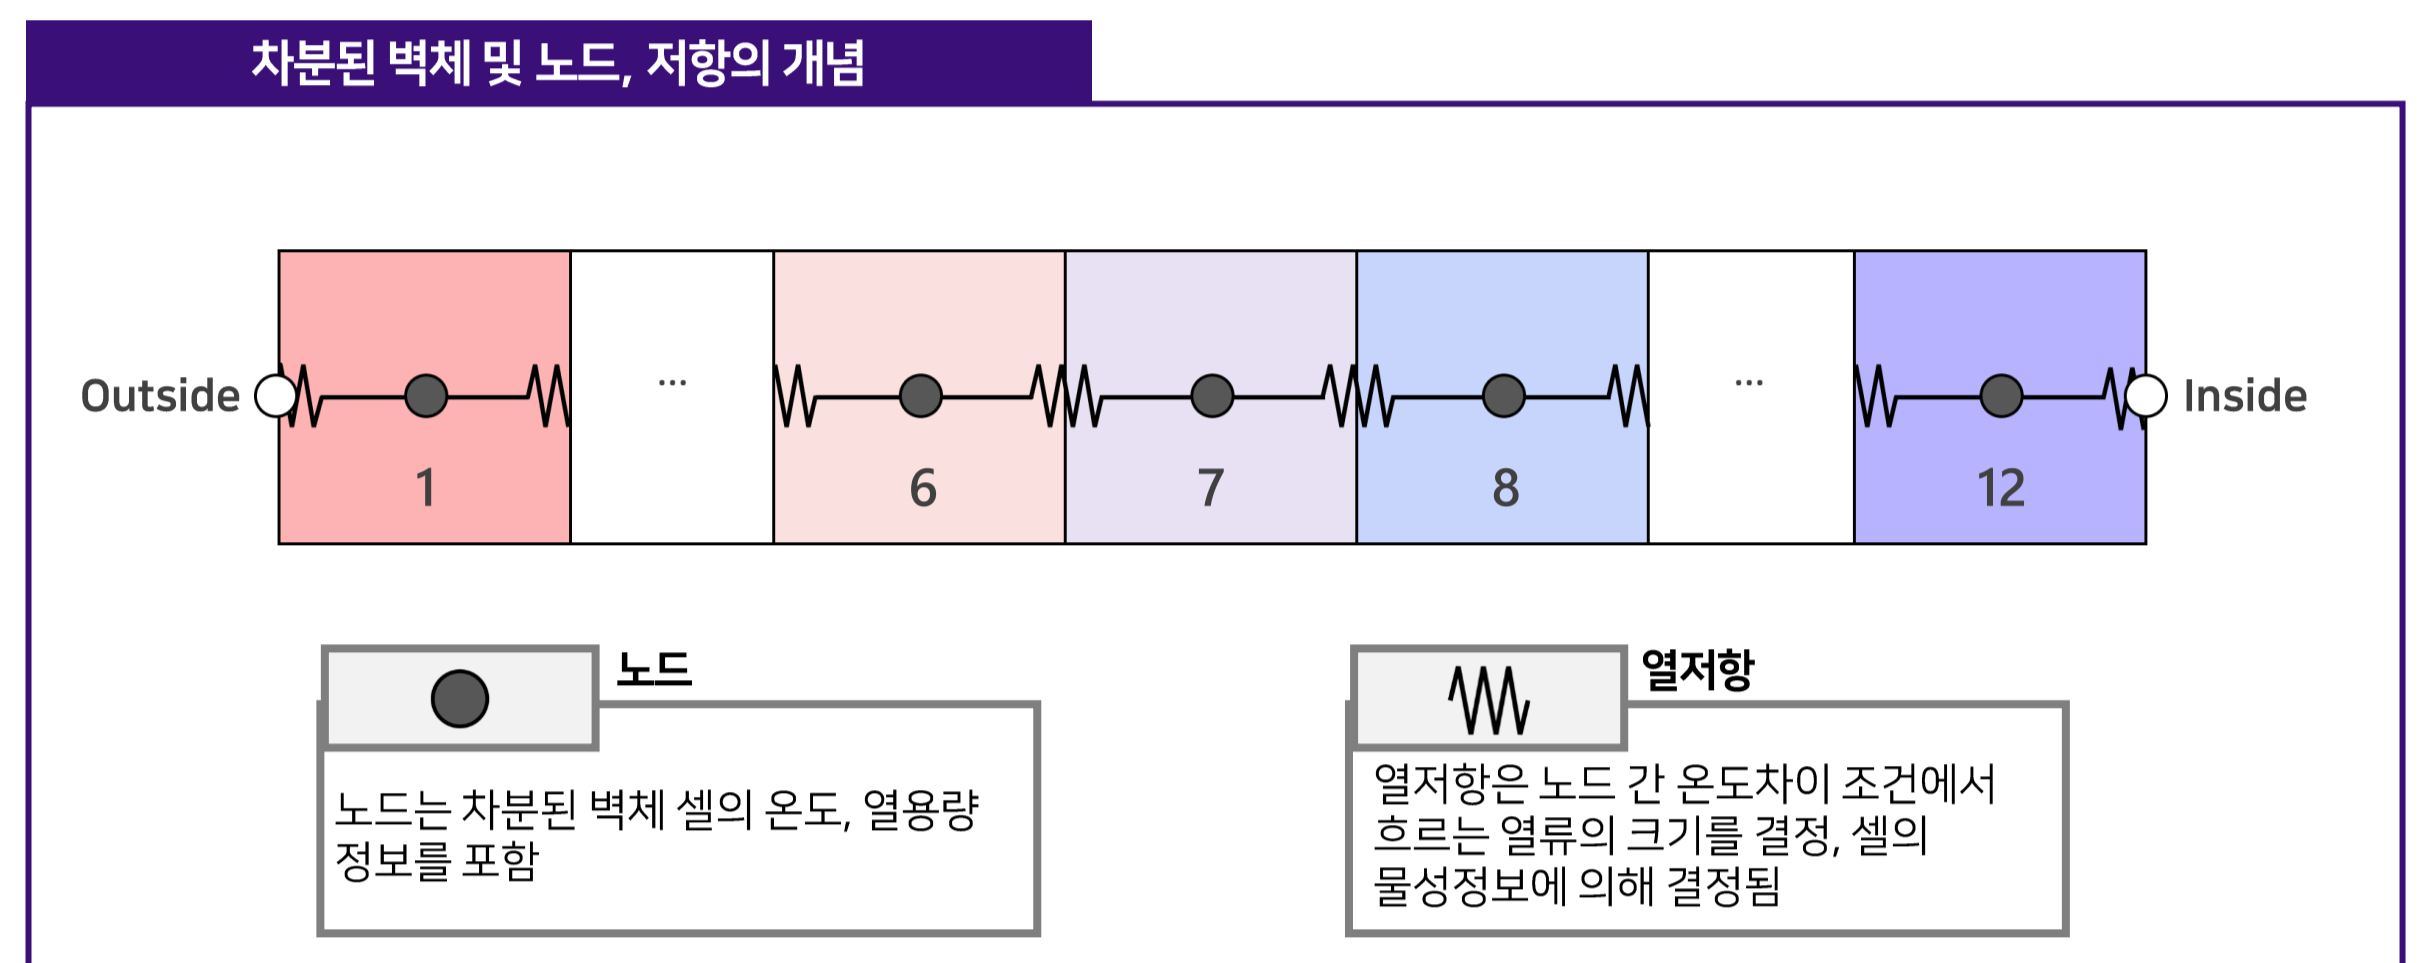 차분된 벽체 및 노드, 저항의 개념
Outside
...
...
Inside
1
6
7
8
12
노드
열저항
노드는 차분된 벽체 셀의 온도, 열용량
정보를 포함
열저항은 노드 간 온도차이 조건에서
흐르는 열류의 크기를 결정, 셀의
물성정보에 의해 결정됨